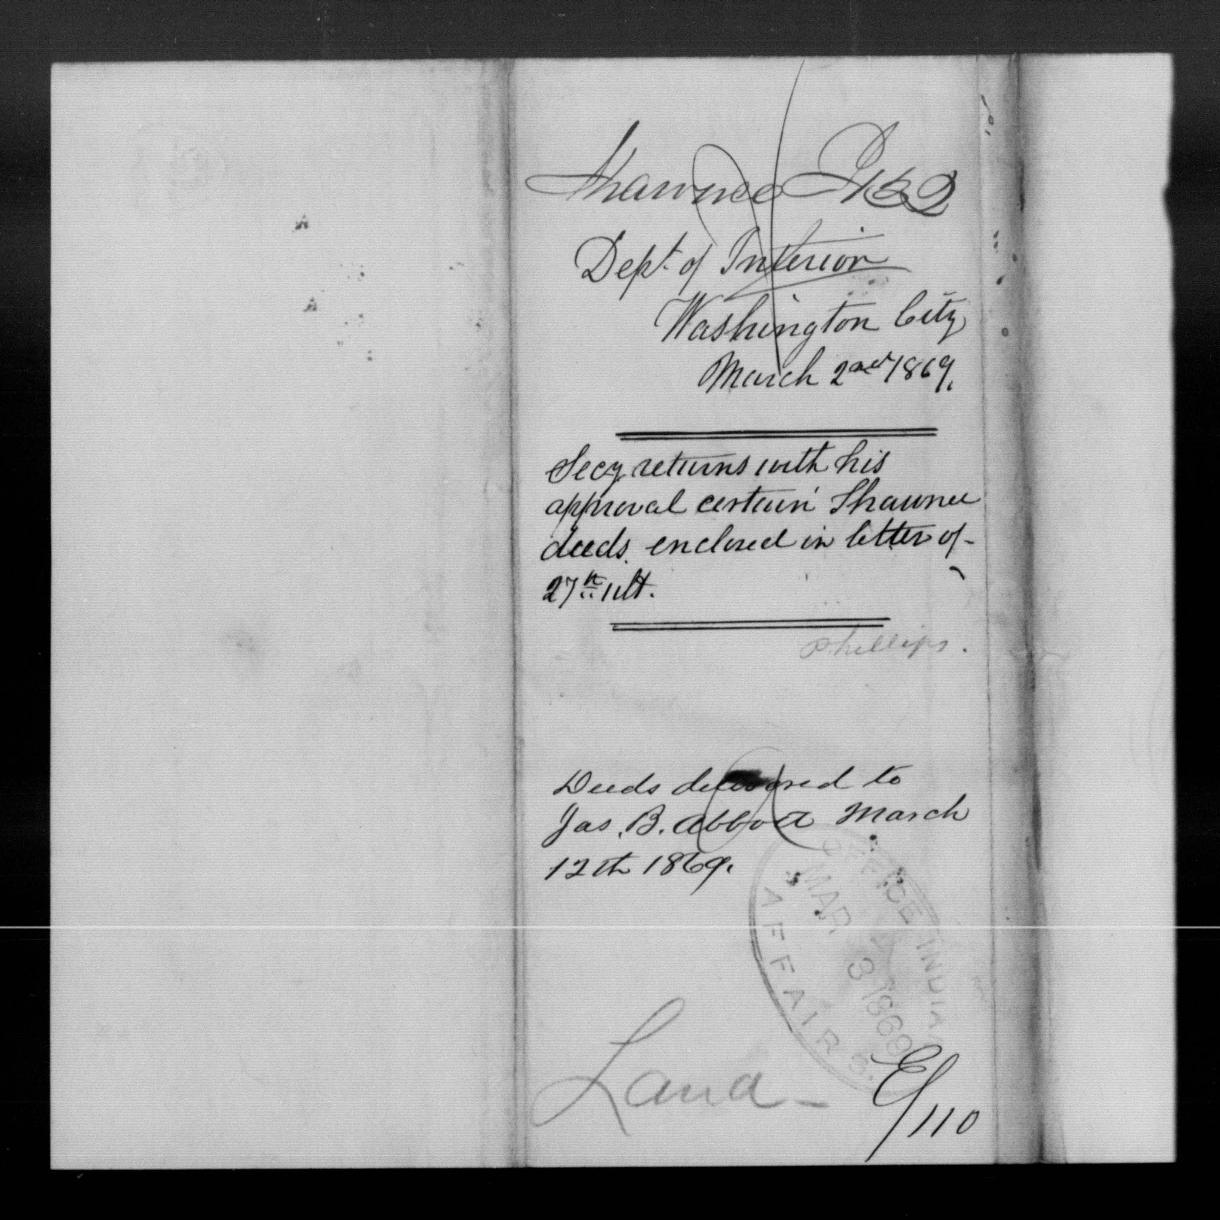 Shawnee I 152
Dept. of Interior
Washington City
March 2nd 1869.
Secy returns with his
approval certain Shawnee
deeds enclosed in letter of
27th ult.
Phillips.
Deeds delivered to
Jas. B. Abbott March
12th 1869.
OFFICE INDIAN AFFAIRS.
MAR 3 1869
Land
E/110